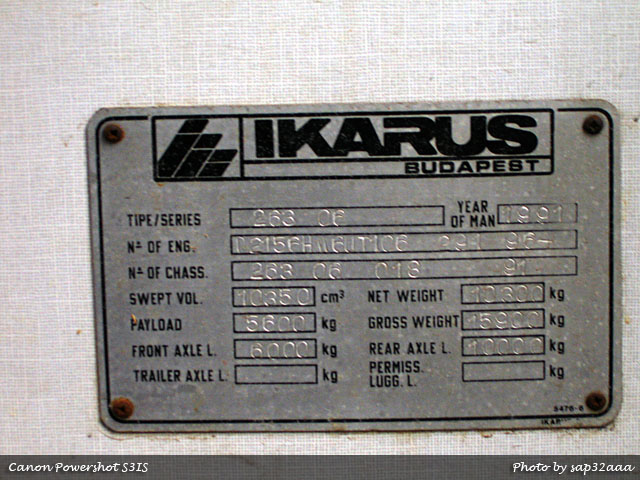 IKARUS
BUDAPEST
TIPE/SERIES 263 06 YEAR OF MAN 1991
Nº OF ENG. 291 96-
Nº OF CHASS. 263 06 018 91
SWEPT VOL. 10350 cm³ NET WEIGHT 10300 kg
PAYLOAD 5600 kg GROSS WEIGHT 15900 kg
FRONT AXLE L. 6000 kg REAR AXLE L. 10000 kg
TRAILER AXLE L. kg PERMISS. LUGG. L. kg
Canon Powershot S3IS Photo by sap32aaa